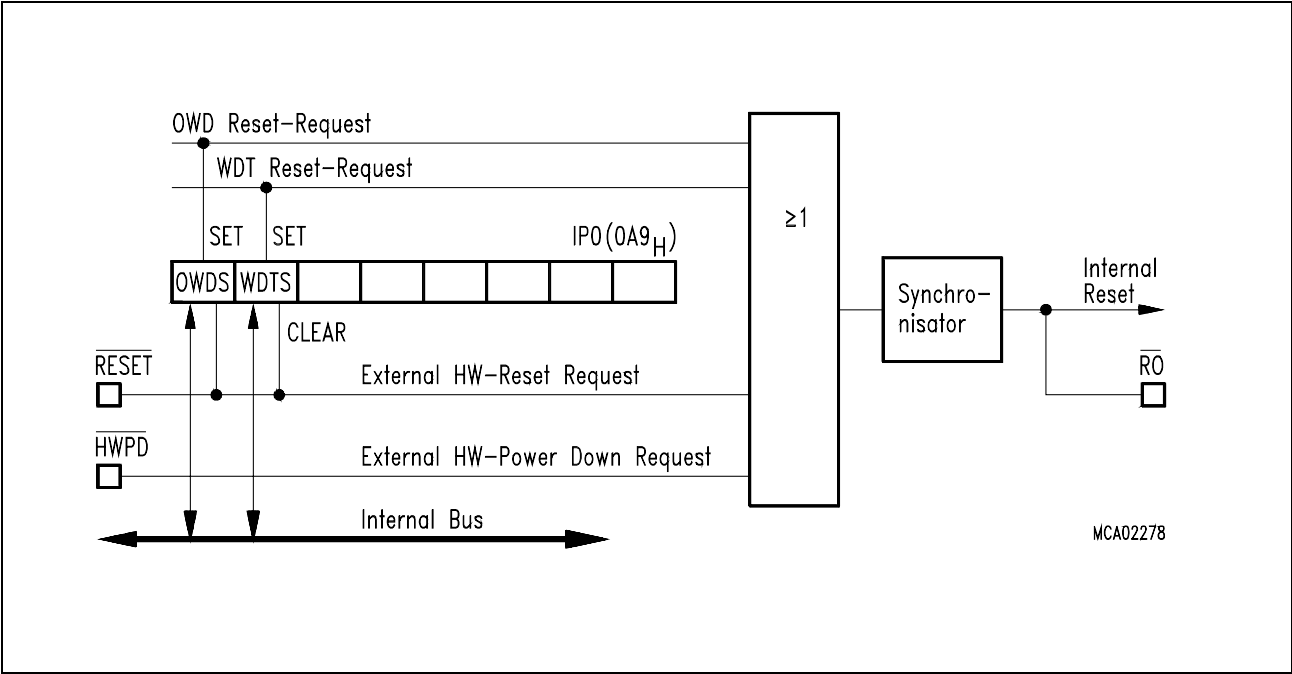 OWD Reset-Request
WDT Reset-Request
≥1
SET SET IP0(0A9H)
OWDS WDTS
Internal
Reset
Synchro-
nisator
CLEAR
RESET
External HW-Reset Request
RO
HWPD
External HW-Power Down Request
Internal Bus
MCA02278